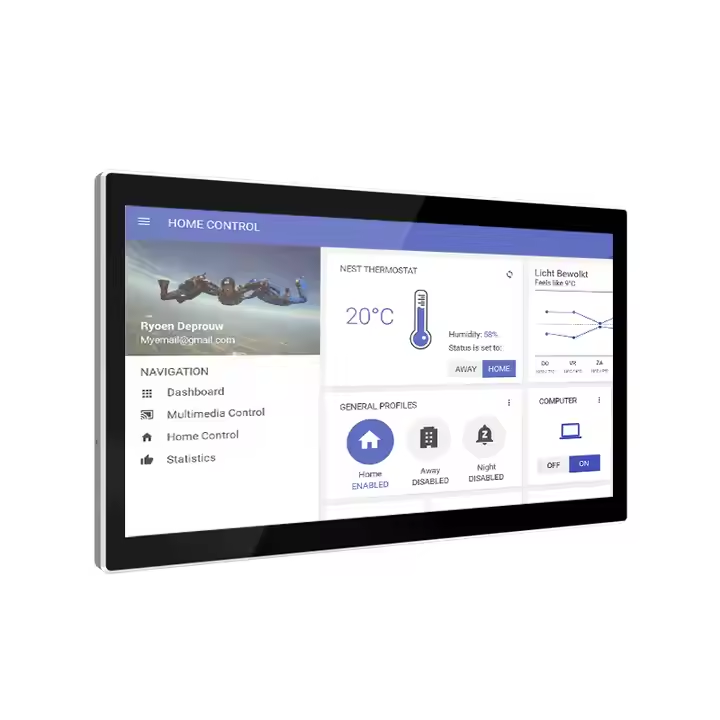 HOME CONTROL
Ryoen Deprouw
Myemail@gmail.com
NAVIGATION
Dashboard
Multimedia Control
Home Control
Statistics
NEST THERMOSTAT
20°C
Humidity: 58%
Status is set to:
AWAY HOME
Licht Bewolkt
Feels like 9°C
DO VR ZA
GENERAL PROFILES
Home
ENABLED
Away
DISABLED
Night
DISABLED
COMPUTER
OFF ON